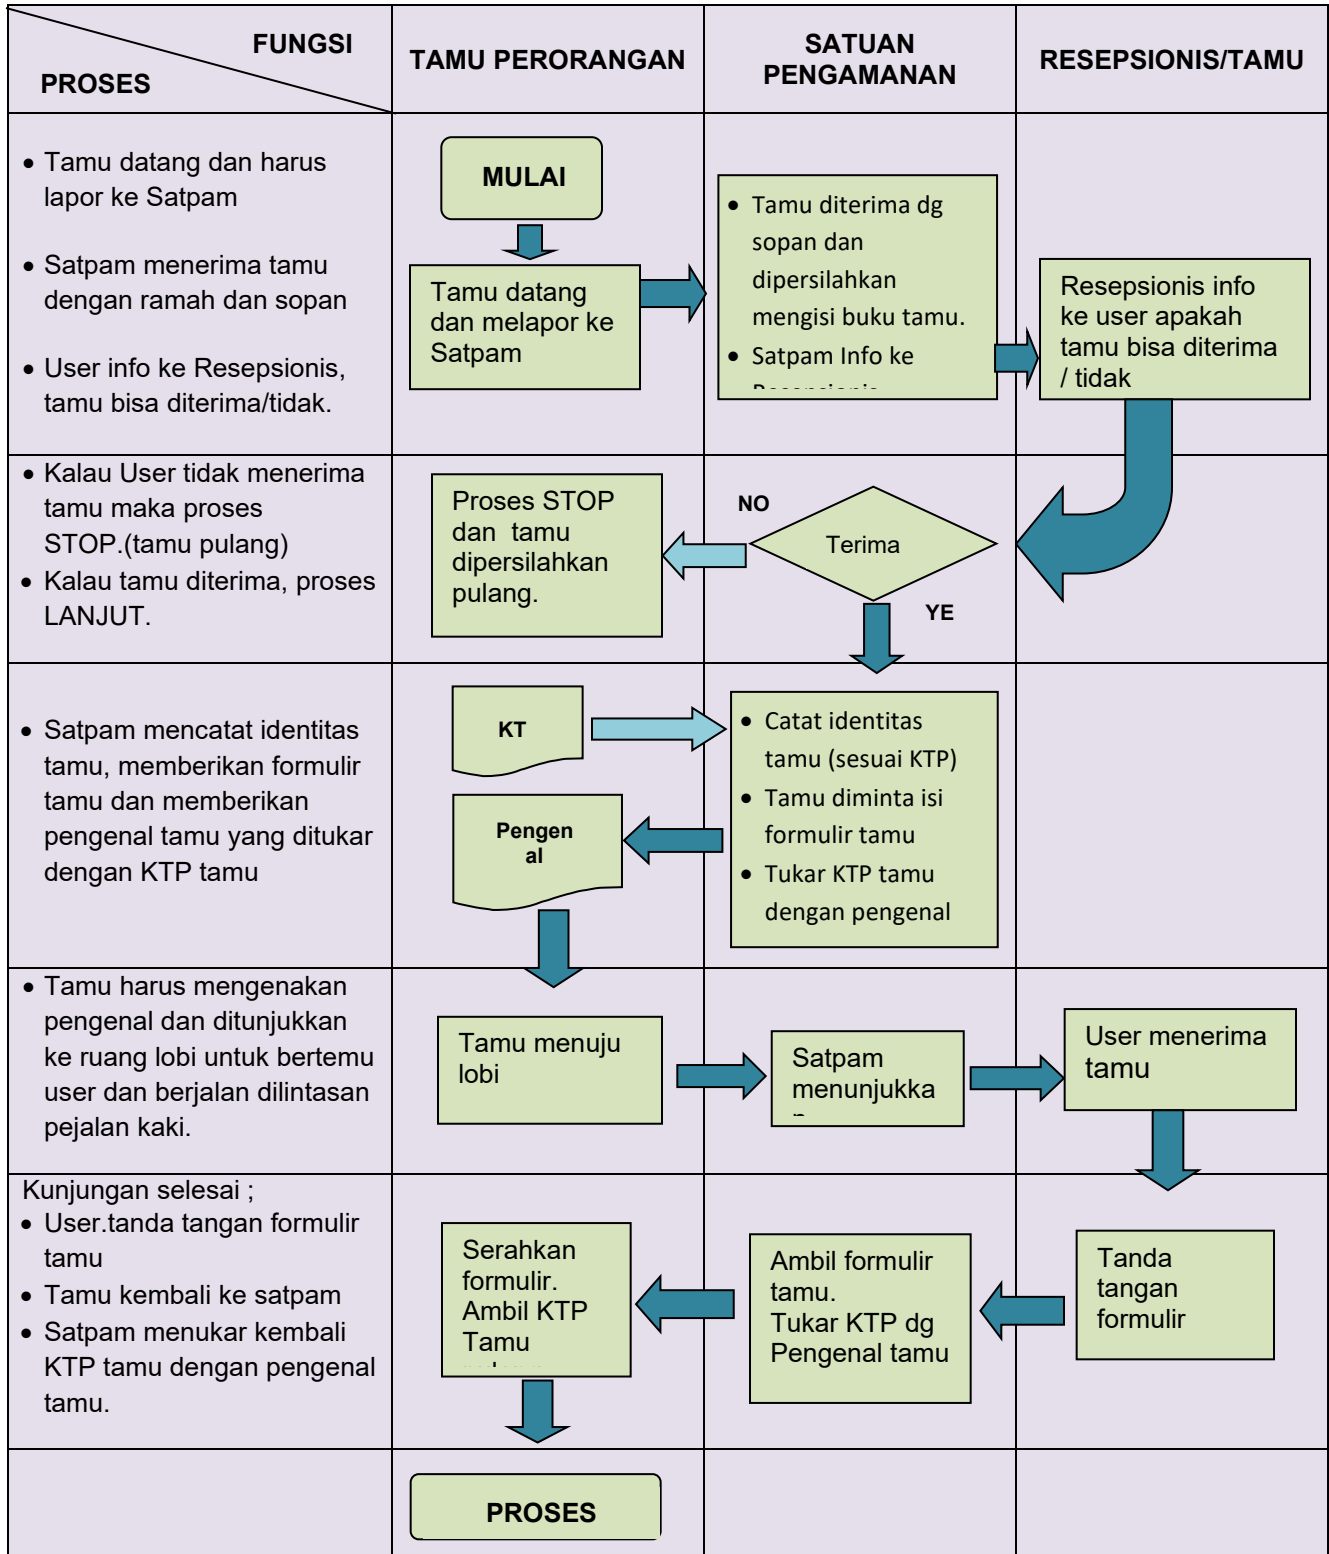 FUNGSI
PROSES
TAMU PERORANGAN
SATUAN
PENGAMANAN
RESEPSIONIS/TAMU
• Tamu datang dan harus
lapor ke Satpam
• Satpam menerima tamu
dengan ramah dan sopan
• User info ke Resepsionis,
tamu bisa diterima/tidak.
MULAI
Tamu datang
dan melapor ke
Satpam
• Tamu diterima dg
sopan dan
dipersilahkan
mengisi buku tamu.
• Satpam Info ke
Resepsionis
Resepsionis info
ke user apakah
tamu bisa diterima
/ tidak
• Kalau User tidak menerima
tamu maka proses
STOP.(tamu pulang)
• Kalau tamu diterima, proses
LANJUT.
Proses STOP
dan tamu
dipersilahkan
pulang.
NO
Terima
YE
• Satpam mencatat identitas
tamu, memberikan formulir
tamu dan memberikan
pengenal tamu yang ditukar
dengan KTP tamu
KT
Pengen
al
• Catat identitas
tamu (sesuai KTP)
• Tamu diminta isi
formulir tamu
• Tukar KTP tamu
dengan pengenal
• Tamu harus mengenakan
pengenal dan ditunjukkan
ke ruang lobi untuk bertemu
user dan berjalan dilintasan
pejalan kaki.
Tamu menuju
lobi
Satpam
menunjukka
n
User menerima
tamu
Kunjungan selesai ;
• User.tanda tangan formulir
tamu
• Tamu kembali ke satpam
• Satpam menukar kembali
KTP tamu dengan pengenal
tamu.
Serahkan
formulir.
Ambil KTP
Tamu
Ambil formulir
tamu.
Tukar KTP dg
Pengenal tamu
Tanda
tangan
formulir
PROSES